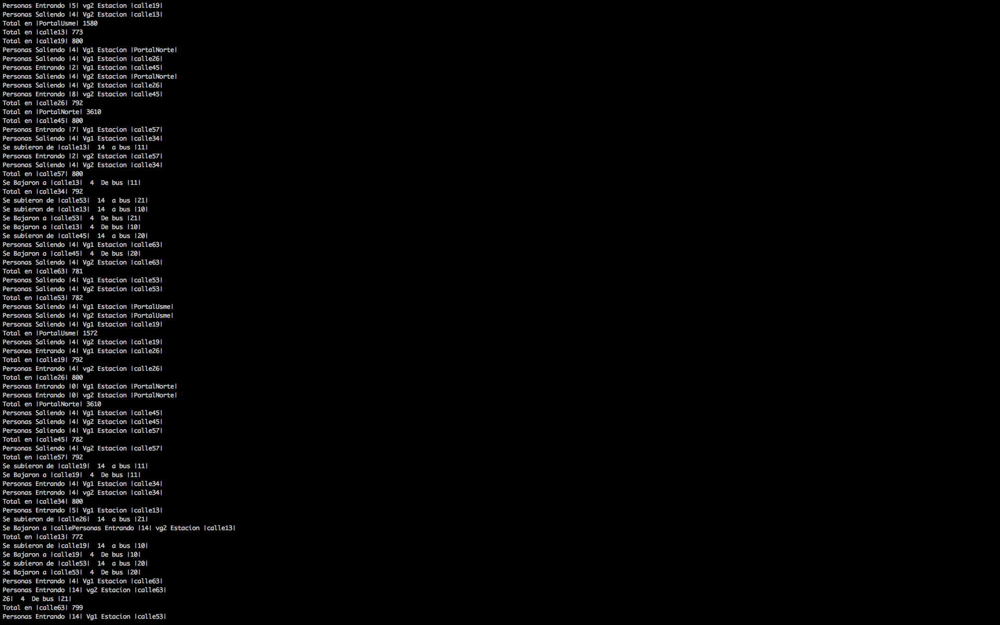 Personas Entrando |5| vg2 Estacion |calle19|
Personas Saliendo |4| Vg2 Estacion |calle13|
Total en |PortalUsme| 1580
Total en |calle13| 773
Total en |calle19| 800
Personas Saliendo |4| Vg1 Estacion |PortalNorte|
Personas Saliendo |4| Vg1 Estacion |calle26|
Personas Entrando |2| Vg1 Estacion |calle45|
Personas Saliendo |4| Vg2 Estacion |PortalNorte|
Personas Saliendo |4| Vg2 Estacion |calle26|
Personas Entrando |8| vg2 Estacion |calle45|
Total en |calle26| 792
Total en |PortalNorte| 3610
Total en |calle45| 800
Personas Entrando |7| Vg1 Estacion |calle57|
Personas Saliendo |4| Vg1 Estacion |calle34|
Se subieron de |calle13|  14  a bus |11|
Personas Entrando |2| vg2 Estacion |calle57|
Personas Saliendo |4| Vg2 Estacion |calle34|
Total en |calle57| 800
Se Bajaron a |calle13|  4  De bus |11|
Total en |calle34| 792
Se subieron de |calle53|  14  a bus |21|
Se subieron de |calle13|  14  a bus |10|
Se Bajaron a |calle53|  4  De bus |21|
Se Bajaron a |calle13|  4  De bus |10|
Se subieron de |calle45|  14  a bus |20|
Personas Saliendo |4| Vg1 Estacion |calle63|
Se Bajaron a |calle45|  4  De bus |20|
Personas Saliendo |4| Vg2 Estacion |calle63|
Total en |calle63| 781
Personas Saliendo |4| Vg1 Estacion |calle53|
Personas Saliendo |4| Vg2 Estacion |calle53|
Total en |calle53| 782
Personas Saliendo |4| Vg1 Estacion |PortalUsme|
Personas Saliendo |4| Vg2 Estacion |PortalUsme|
Personas Saliendo |4| Vg1 Estacion |calle19|
Total en |PortalUsme| 1572
Personas Saliendo |4| Vg2 Estacion |calle19|
Personas Entrando |4| Vg1 Estacion |calle26|
Total en |calle19| 792
Personas Entrando |4| vg2 Estacion |calle26|
Total en |calle26| 800
Personas Entrando |0| Vg1 Estacion |PortalNorte|
Personas Entrando |0| vg2 Estacion |PortalNorte|
Total en |PortalNorte| 3610
Personas Saliendo |4| Vg1 Estacion |calle45|
Personas Saliendo |4| Vg2 Estacion |calle45|
Personas Saliendo |4| Vg1 Estacion |calle57|
Total en |calle45| 782
Personas Saliendo |4| Vg2 Estacion |calle57|
Total en |calle57| 792
Se subieron de |calle19|  14  a bus |11|
Se Bajaron a |calle19|  4  De bus |11|
Personas Entrando |4| Vg1 Estacion |calle34|
Personas Entrando |4| vg2 Estacion |calle34|
Total en |calle34| 800
Personas Entrando |5| Vg1 Estacion |calle13|
Se subieron de |calle26|  14  a bus |21|
Se Bajaron a |callePersonas Entrando |14| vg2 Estacion |calle13|
Total en |calle13| 772
Se subieron de |calle19|  14  a bus |10|
Se Bajaron a |calle19|  4  De bus |10|
Se subieron de |calle53|  14  a bus |20|
Se Bajaron a |calle53|  4  De bus |20|
Personas Entrando |4| Vg1 Estacion |calle63|
Personas Entrando |14| vg2 Estacion |calle63|
26|  4  De bus |21|
Total en |calle63| 799
Personas Entrando |14| Vg1 Estacion |calle53|